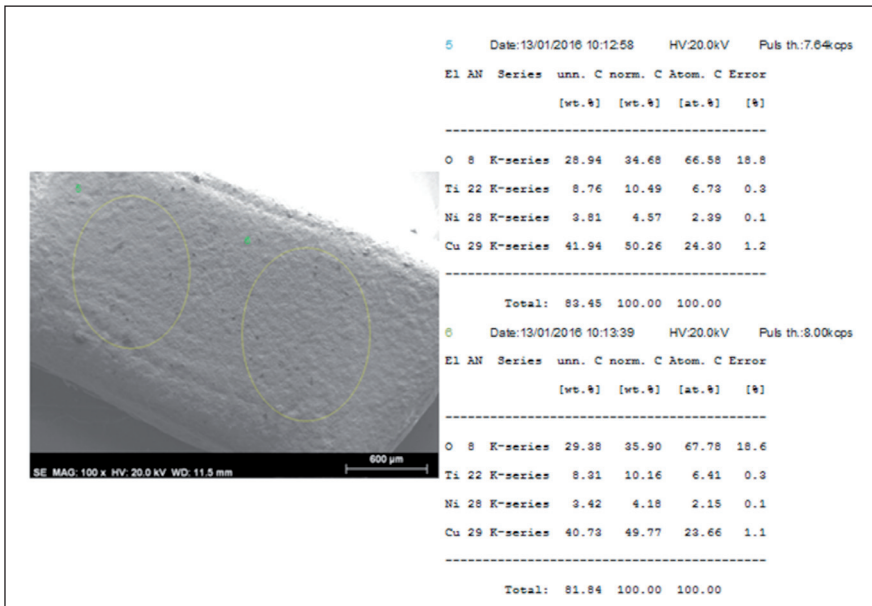 5 Date:13/01/2016 10:12:58 HV:20.0kV Puls th.:7.64kcps
El AN Series unn. C norm. C Atom. C Error
[wt.%] [wt.%] [at.%] [%]
----------------------------------------------
O 8 K-series 28.94 34.68 66.58 18.8
Ti 22 K-series 8.76 10.49 6.73 0.3
Ni 28 K-series 3.81 4.57 2.39 0.1
Cu 29 K-series 41.94 50.26 24.30 1.2
----------------------------------------------
Total: 83.45 100.00 100.00
6 Date:13/01/2016 10:13:39 HV:20.0kV Puls th.:8.00kcps
El AN Series unn. C norm. C Atom. C Error
[wt.%] [wt.%] [at.%] [%]
----------------------------------------------
O 8 K-series 29.38 35.90 67.78 18.6
Ti 22 K-series 8.31 10.16 6.41 0.3
Ni 28 K-series 3.42 4.18 2.15 0.1
Cu 29 K-series 40.73 49.77 23.66 1.1
----------------------------------------------
Total: 81.84 100.00 100.00
600 µm
SE MAG: 100 x HV: 20.0 kV WD: 11.5 mm